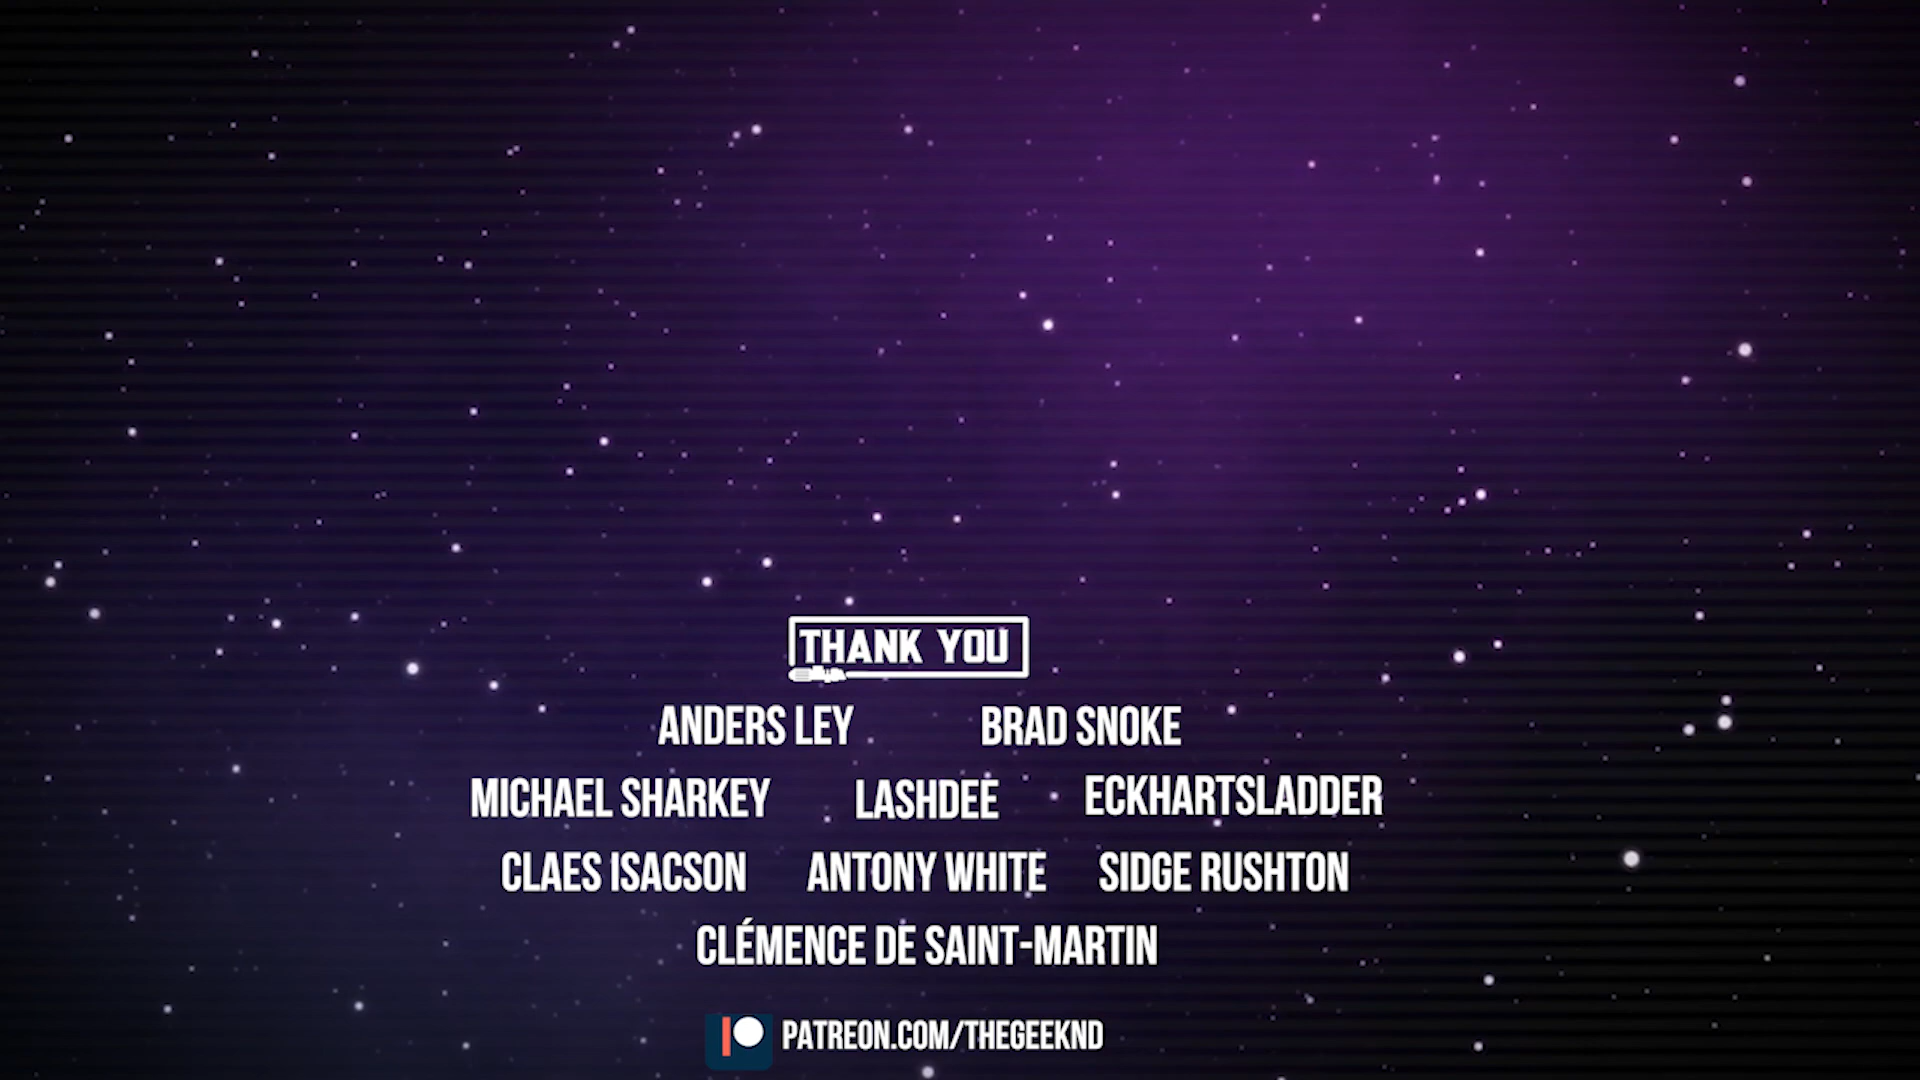 THANK YOU
ANDERS LEY BRAD SNOKE
MICHAEL SHARKEY LASHDEE ECKHARTSLADDER
CLAES ISACSON ANTONY WHITE SIDGE RUSHTON
CLÉMENCE DE SAINT-MARTIN
PATREON.COM/THEGEEKND